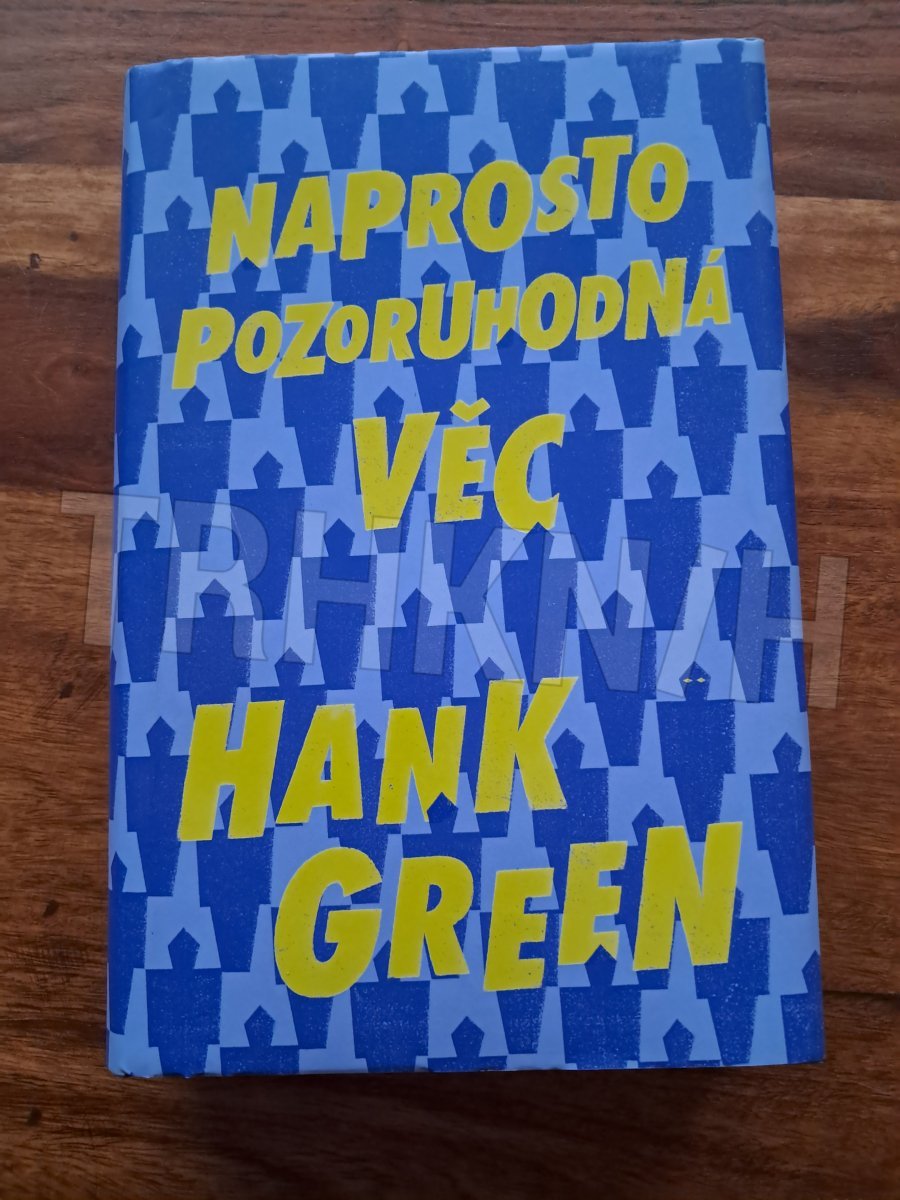 NAPROSTO
POZORUHODNÁ
VĚC
TRHKNIH
HANK
GREEN